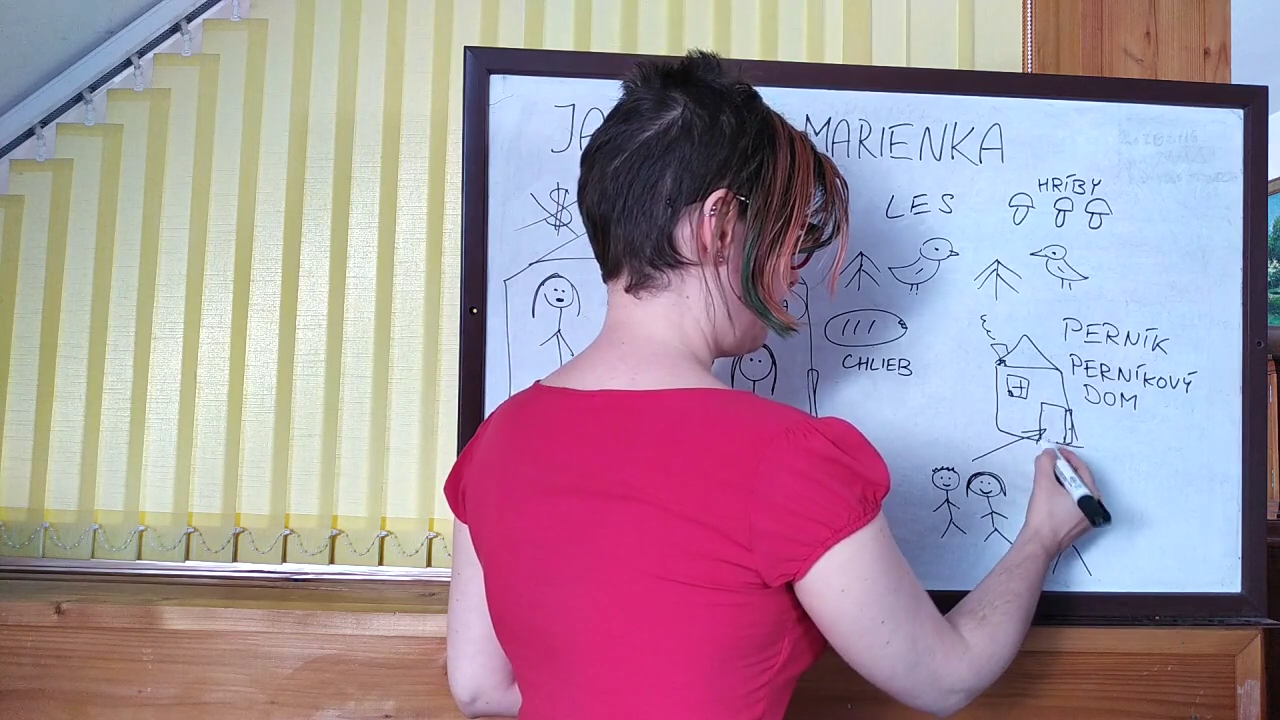 JA MARIENKA
$
LES
HRÍBY
CHLIEB
PERNÍK
PERNÍKOVÝ
DOM